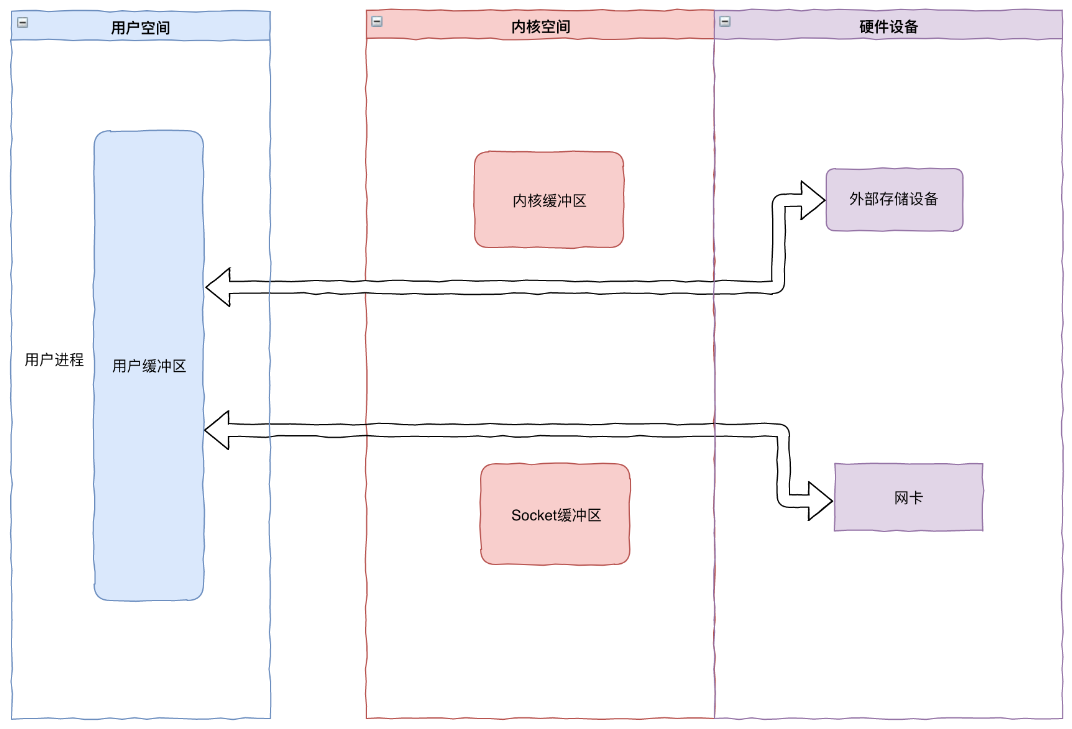 用户空间
内核空间
硬件设备
内核缓冲区
外部存储设备
用户进程
用户缓冲区
网卡
Socket缓冲区